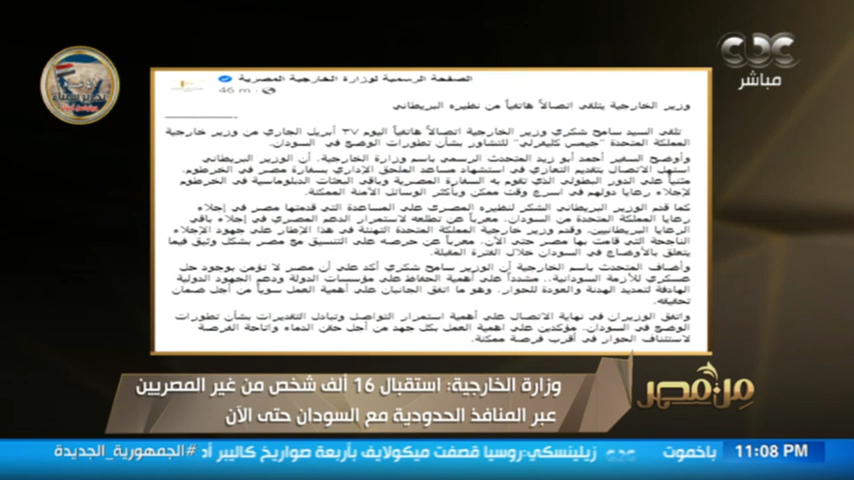 CBC
مباشر
الصفحة الرسمية لوزارة الخارجية المصرية
46 m
وزير الخارجية يتلقى اتصالاً هاتفياً من نظيره البريطاني
تلقى السيد سامح شكري وزير الخارجية اتصالاً هاتفياً اليوم ٢٧ أبريل الجاري من وزير خارجية
المملكة المتحدة "جيمس كليفرلي" للتشاور بشأن تطورات الوضع في السودان.
وأوضح السفير أحمد أبو زيد المتحدث الرسمي باسم وزارة الخارجية، أن الوزير البريطاني
استهل الاتصال بتقديم التعازي في استشهاد مساعد الملحق الإداري بسفارة مصر في الخرطوم،
مثنياً على الدور البطولي الذي تقوم به السفارة المصرية وباقي البعثات الدبلوماسية في الخرطوم
لإجلاء رعايا دولهم في أسرع وقت ممكن وبأكثر الوسائل الآمنة الممكنة.
كما قدم الوزير البريطاني الشكر لنظيره المصري على المساعدة التي قدمتها مصر في إجلاء
رعايا المملكة المتحدة من السودان، معرباً عن تطلعه لاستمرار الدعم المصري في إجلاء باقي
الرعايا البريطانيين. وقدم وزير خارجية المملكة المتحدة التهنئة في هذا الإطار على جهود الإجلاء
الناجحة التي قامت بها مصر حتى الآن، معرباً عن حرصه على التنسيق مع مصر بشكل وثيق فيما
يتعلق بالأوضاع في السودان خلال الفترة المقبلة.
وأضاف المتحدث باسم الخارجية أن الوزير سامح شكري أكد على أن مصر لا تؤمن بوجود حل
عسكري للأزمة السودانية.. مشدداً على أهمية الحفاظ على مؤسسات الدولة ودعم الجهود الدولية
الهادفة لتمديد الهدنة والعودة للحوار، وهو ما اتفق الجانبان على أهمية العمل سوياً من أجل ضمان
تحقيقه.
واتفق الوزيران في نهاية الاتصال على أهمية استمرار التواصل وتبادل التقديرات بشأن تطورات
الوضع في السودان، مؤكدين على أهمية العمل بكل جهد من أجل حقن الدماء وإتاحة الفرصة
لاستئناف الحوار في أقرب فرصة ممكنة.
وزارة الخارجية: استقبال 16 ألف شخص من غير المصريين
عبر المنافذ الحدودية مع السودان حتى الآن
من مصر
11:08 PM باخموت CBC زيلينسكي:روسيا قصفت ميكولايف بأربعة صواريخ كاليبر أد #الجمهورية_الجديدة